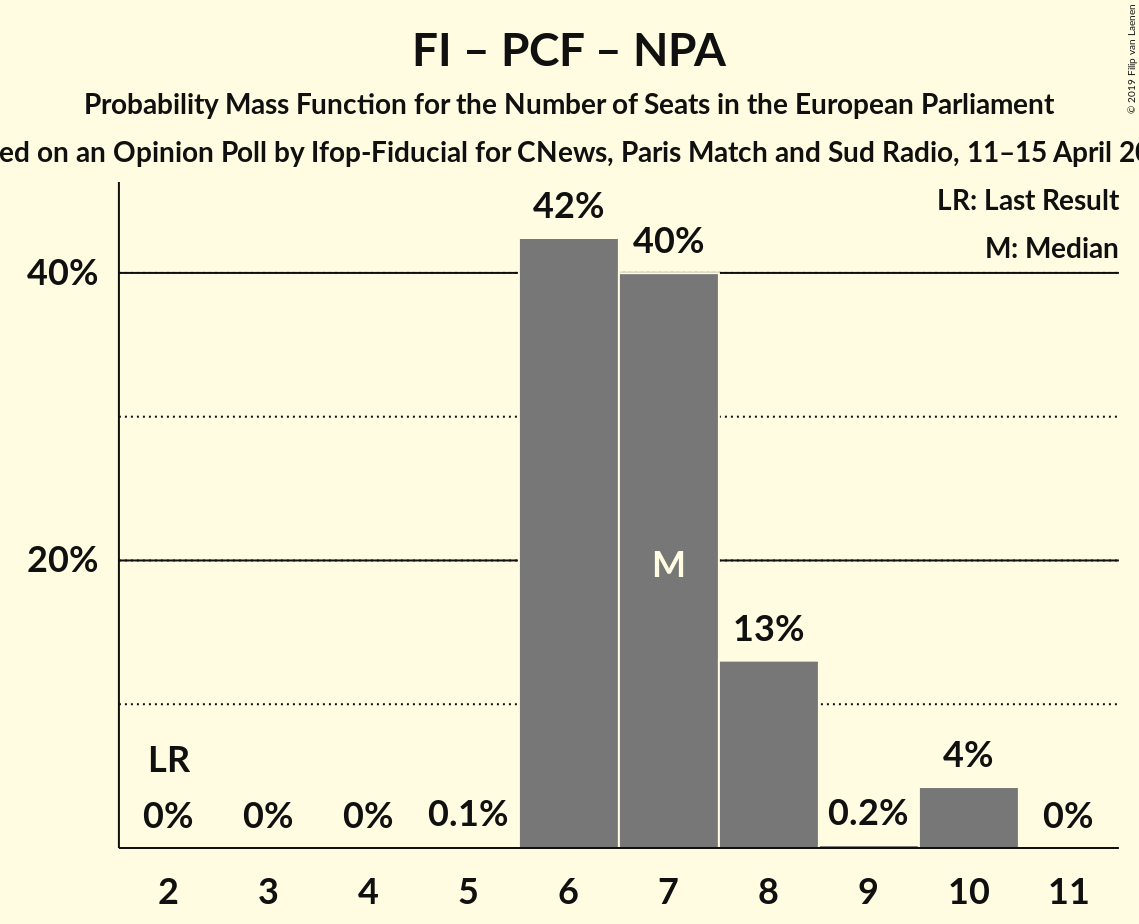 FI – PCF – NPA
Probability Mass Function for the Number of Seats in the European Parliament
on an Opinion Poll by Ifop-Fiducial for CNews, Paris Match and Sud Radio, 11–15 April
© 2019 Filip van Laenen
LR: Last Result
M: Median
42%
40%
40%
20%
M
13%
LR
4%
0%
0%
0%
0.1%
0.2%
0%
2
3
4
5
6
7
8
9
10
11